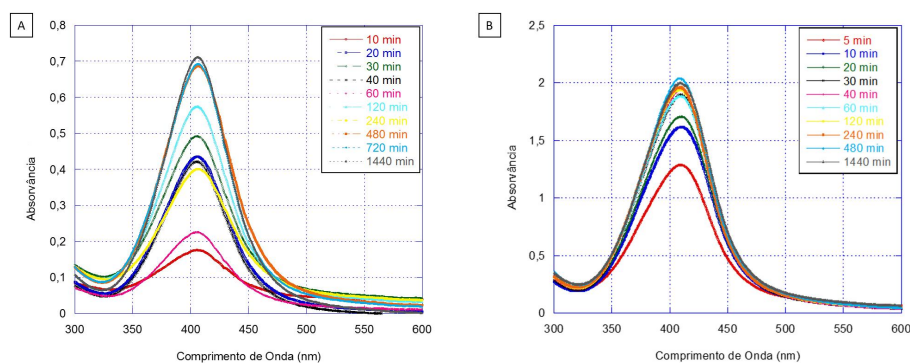 A
Absorvância
0,8
0,7
0,6
0,5
0,4
0,3
0,2
0,1
0
300
350
400
450
500
550
600
Comprimento de Onda (nm)
10 min
20 min
30 min
40 min
60 min
120 min
240 min
480 min
720 min
1440 min
B
Absorvância
2,5
2
1,5
1
0,5
0
300
350
400
450
500
550
600
Comprimento de Onda (nm)
5 min
10 min
20 min
30 min
40 min
60 min
120 min
240 min
480 min
1440 min